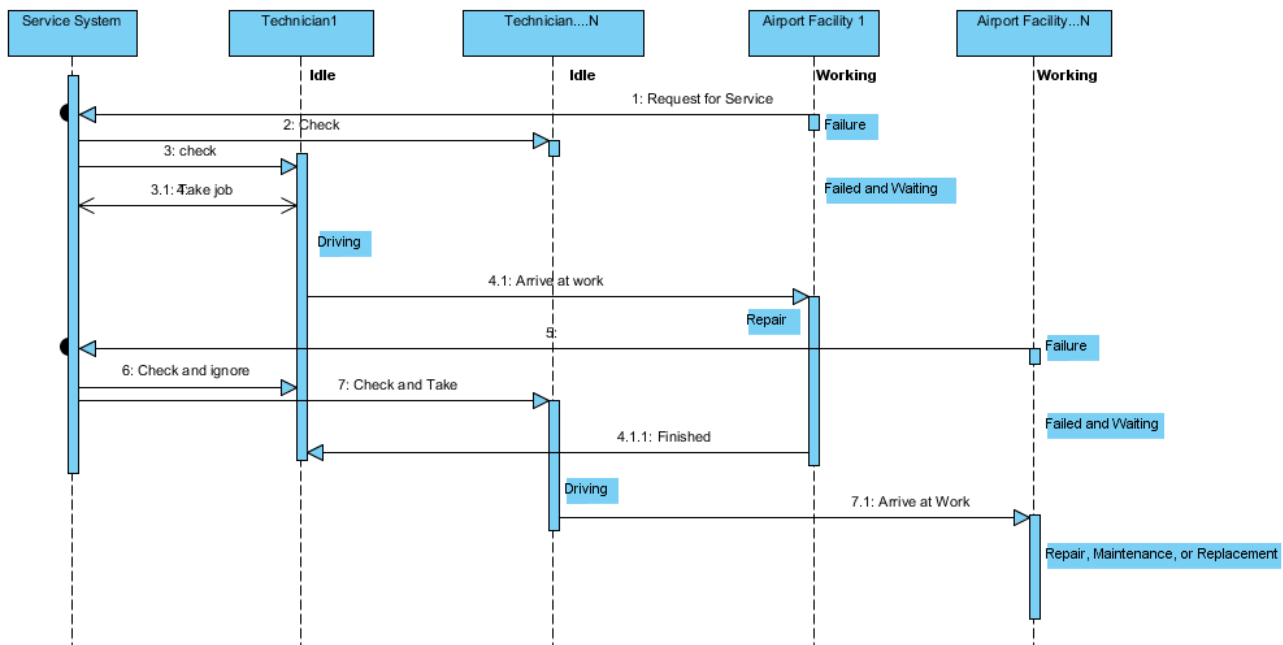 Service System
Technician1
Technician....N
Airport Facility 1
Airport Facility...N
Idle
Idle
Working
Working
1: Request for Service
Failure
2: Check
3: check
3.1: Take job
Failed and Waiting
Driving
4.1: Arrive at work
Repair
5:
Failure
6: Check and ignore
7: Check and Take
Failed and Waiting
4.1.1: Finished
Driving
7.1: Arrive at Work
Repair, Maintenance, or Replacement